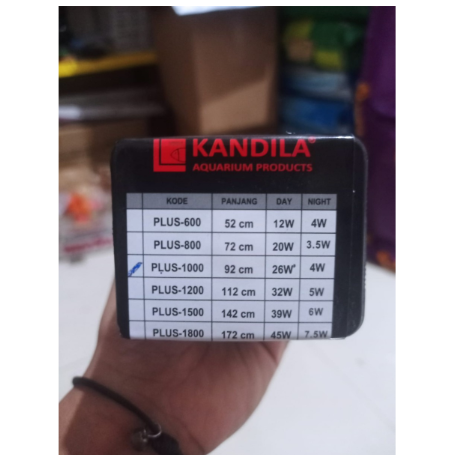 KANDILA®
AQUARIUM PRODUCTS
KODE PANJANG DAY NIGHT
PLUS-600 52 cm 12W 4W
PLUS-800 72 cm 20W 3.5W
PLUS-1000 92 cm 26W 4W
PLUS-1200 112 cm 32W 5W
PLUS-1500 142 cm 39W 6W
PLUS-1800 172 cm 45W 7.5W